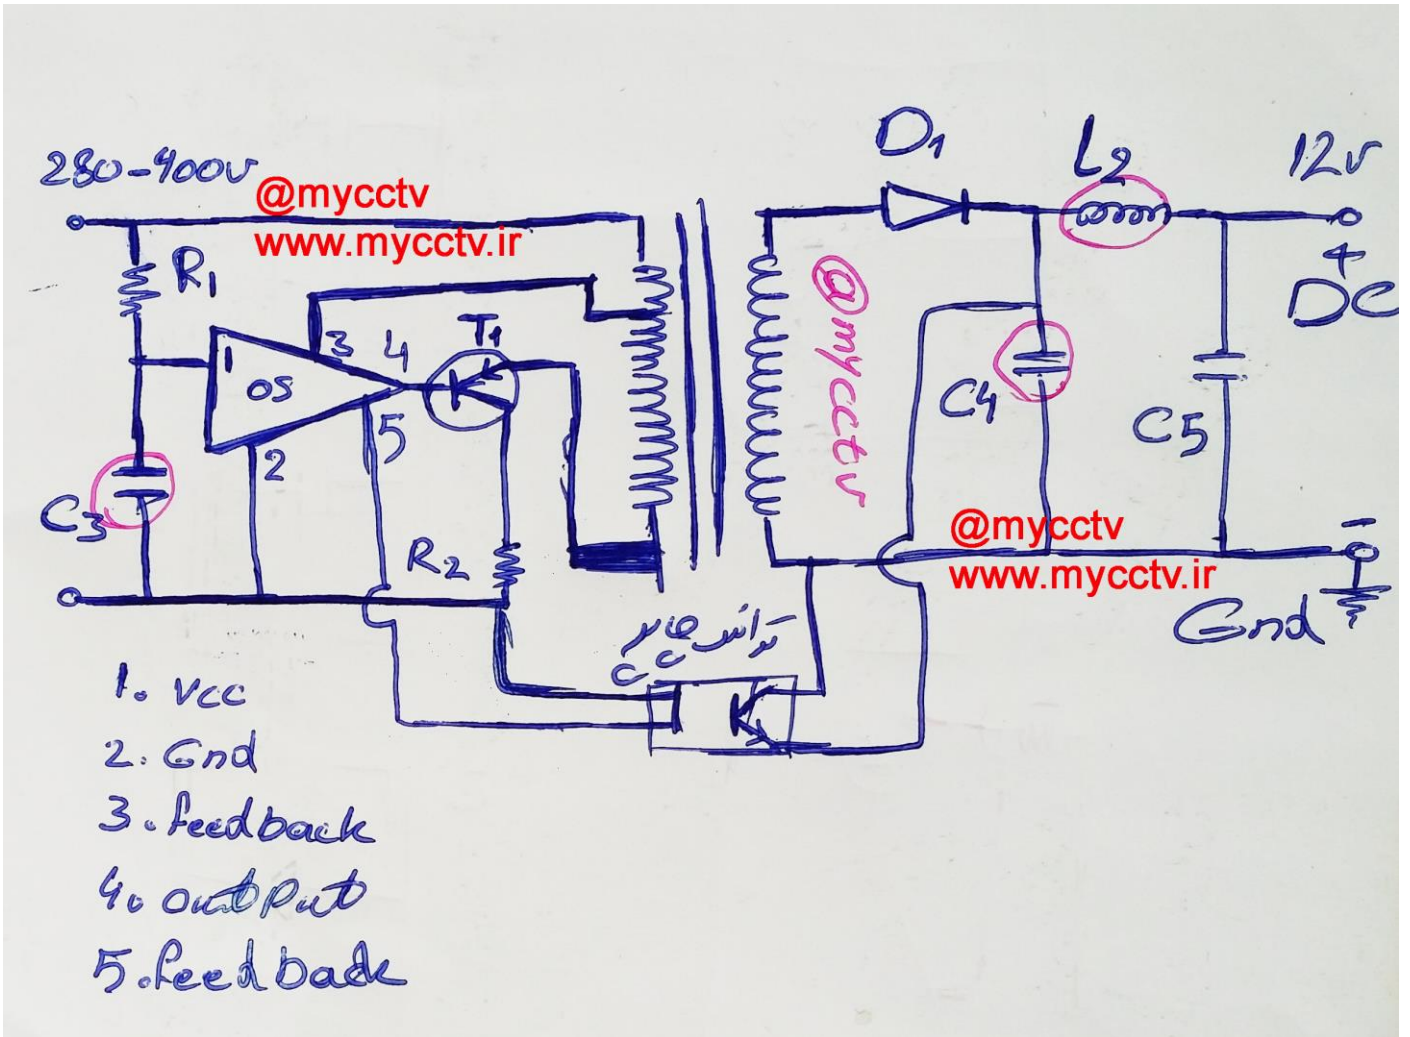 280-400v
@mycctv
www.mycctv.ir
R1
3
4
T1
1
OS
5
2
C3
R2
D1
L2
12v
+
DC
@mycctv
C4
C5
@mycctv
www.mycctv.ir
-
Gnd
ترانس چاپر
1. Vcc
2. Gnd
3. feedback
4. output
5. feedback